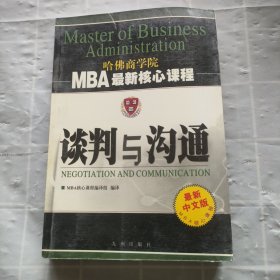 Master of Business
Administration
哈佛商学院
MBA最新核心课程
谈判与沟通
NEGOTIATION AND COMMUNICATION
MBA核心课程编译组 编译
最新
中文版
九州出版社